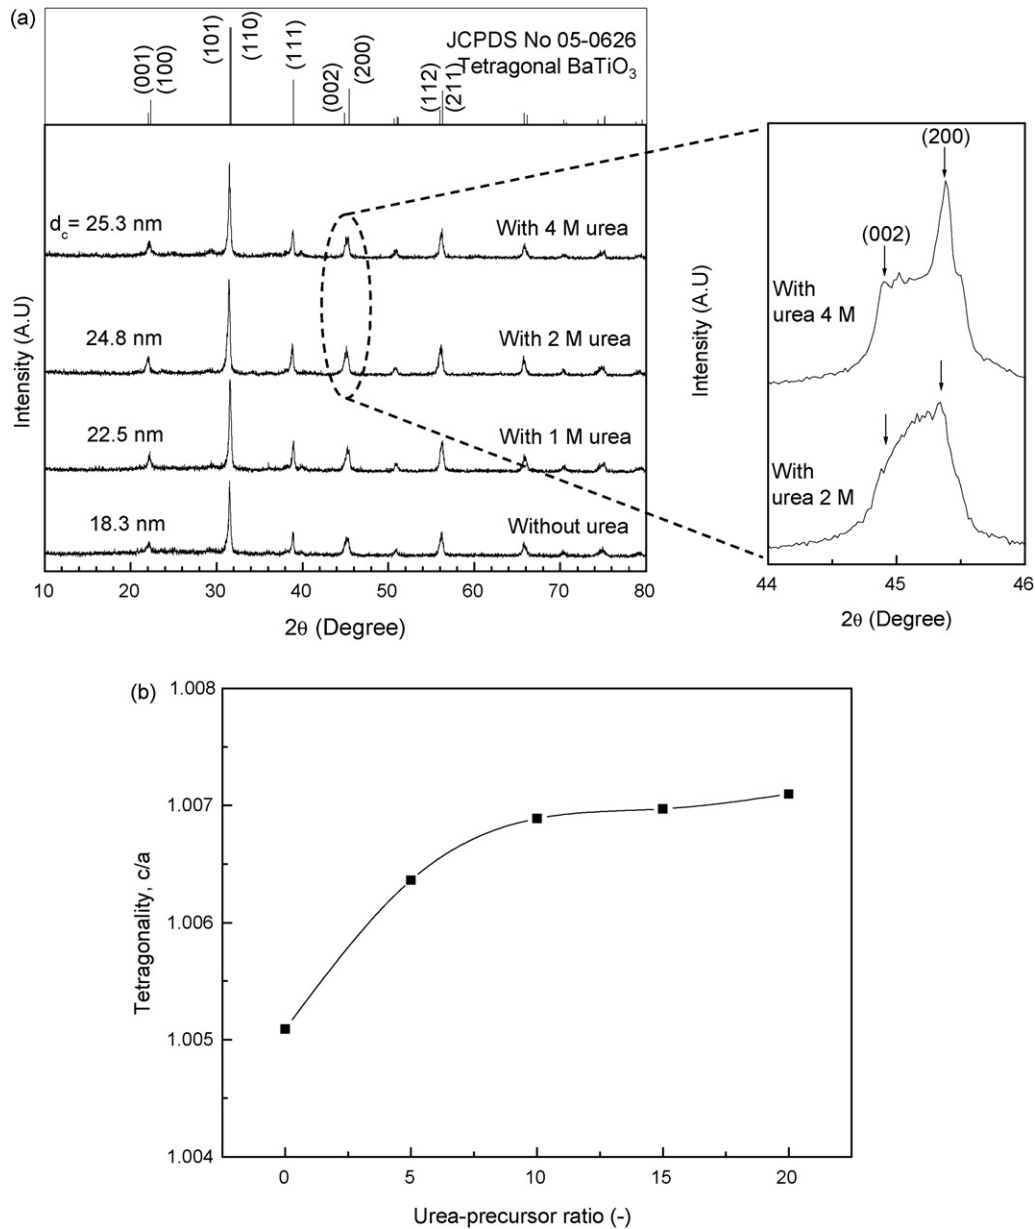 (a)
JCPDS No 05-0626
Tetragonal BaTiO₃
(001)
(100)
(101)
(110)
(111)
(002)
(200)
(112)
(211)
d_c = 25.3 nm
With 4 M urea
24.8 nm
With 2 M urea
22.5 nm
With 1 M urea
18.3 nm
Without urea
Intensity (A.U)
10 20 30 40 50 60 70 80
2θ (Degree)
(200)
(002)
With
urea 4 M
With
urea 2 M
Intensity (A.U)
44 45 46
2θ (Degree)
(b)
1.008
1.007
1.006
1.005
1.004
Tetragonality, c/a
0 5 10 15 20
Urea-precursor ratio (-)